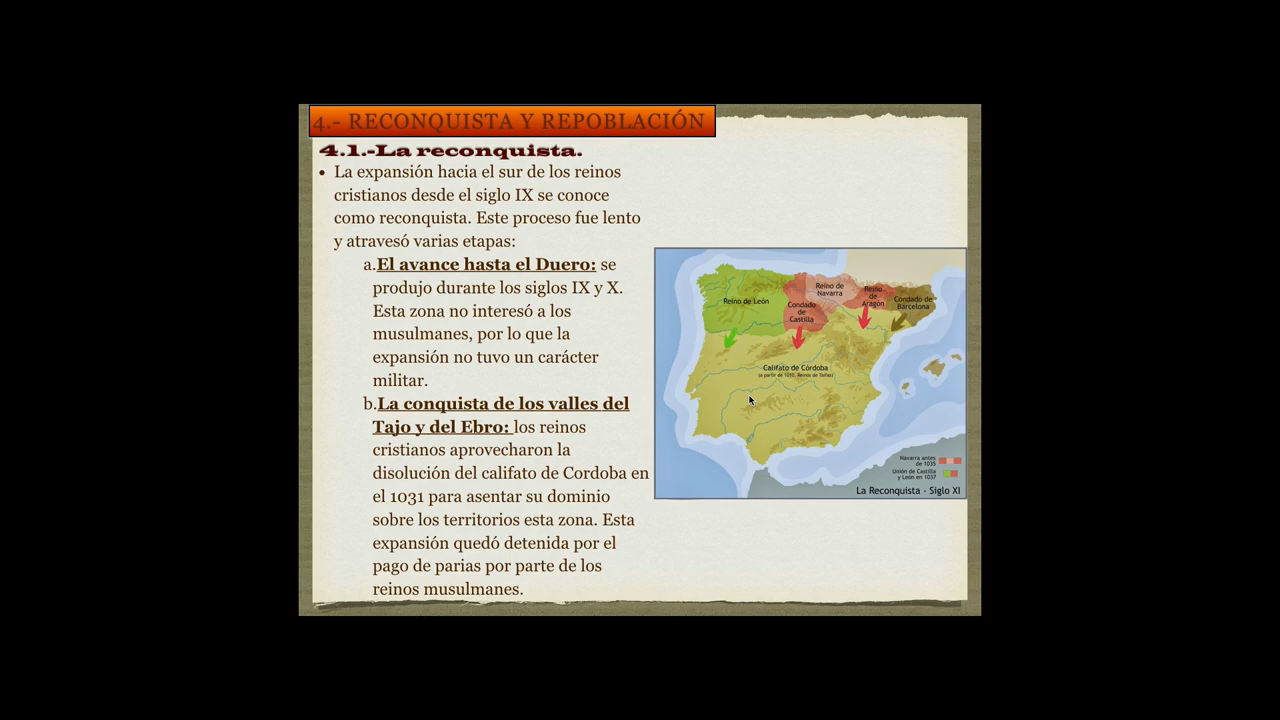 4.- RECONQUISTA Y REPOBLACIÓN
4.1.-La reconquista.
• La expansión hacia el sur de los reinos
cristianos desde el siglo IX se conoce
como reconquista. Este proceso fue lento
y atravesó varias etapas:
a.El avance hasta el Duero: se
produjo durante los siglos IX y X.
Esta zona no interesó a los
musulmanes, por lo que la
expansión no tuvo un carácter
militar.
b.La conquista de los valles del
Tajo y del Ebro: los reinos
cristianos aprovecharon la
disolución del califato de Cordoba en
el 1031 para asentar su dominio
sobre los territorios esta zona. Esta
expansión quedó detenida por el
pago de parias por parte de los
reinos musulmanes.
Reino de León
Condado
de
Castilla
Reino de
Navarra
Reino
de
Aragón
Condado de
Barcelona
Califato de Córdoba
(a partir de 1010, Reinos de Taifas)
Navarra antes
de 1035
Unión de Castilla
y León en 1037
La Reconquista - Siglo XI